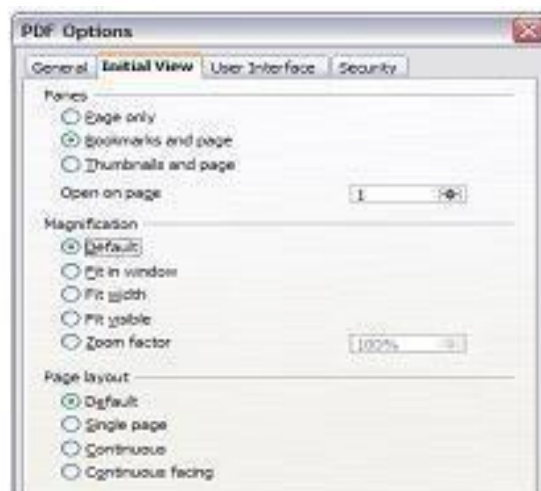 PDF Options
General Initial View User Interface Security
Panes
Page only
Bookmarks and page
Thumbnails and page
Open on page 1
Magnification
Default
Fit in window
Fit width
Fit visible
Zoom factor 100%
Page layout
Default
Single page
Continuous
Continuous facing